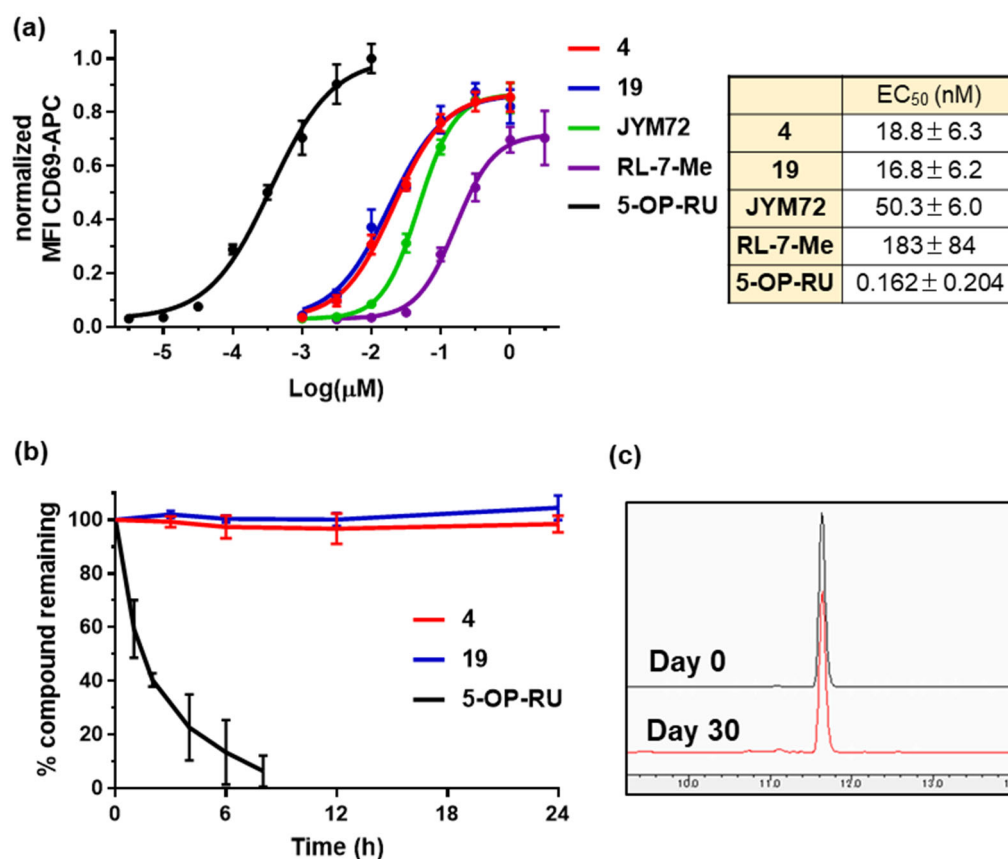 (a)
normalized
MFI CD69-APC
1.0
0.8
0.6
0.4
0.2
0.0
-5 -4 -3 -2 -1 0
Log(μM)
4
19
JYM72
RL-7-Me
5-OP-RU
EC50 (nM)
4 18.8 ± 6.3
19 16.8 ± 6.2
JYM72 50.3 ± 6.0
RL-7-Me 183 ± 84
5-OP-RU 0.162 ± 0.204
(b)
% compound remaining
100
80
60
40
20
0
0 6 12 18 24
Time (h)
4
19
5-OP-RU
(c)
Day 0
Day 30
10.0 11.0 12.0 13.0